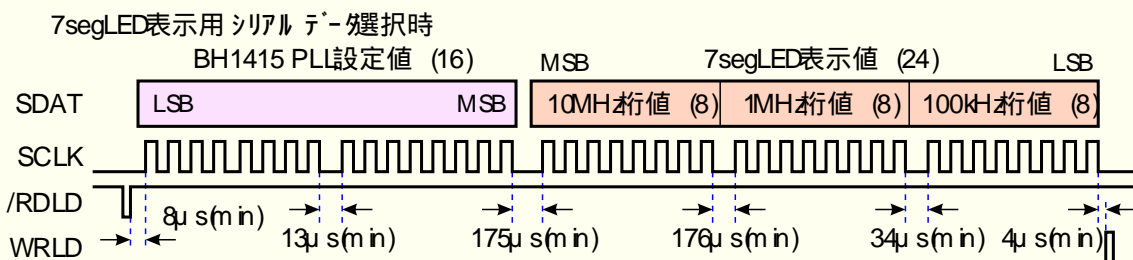 7segLED表示用 シリアル データ選択時
BH1415 PLL設定値 (16)
MSB 7segLED表示値 (24) LSB
SDAT LSB MSB 10MHz桁値 (8) 1MHz桁値 (8) 100kHz桁値 (8)
SCLK
/RDLD
8μs(min) 13μs(min) 175μs(min) 176μs(min) 34μs(min) 4μs(min)
WRLD